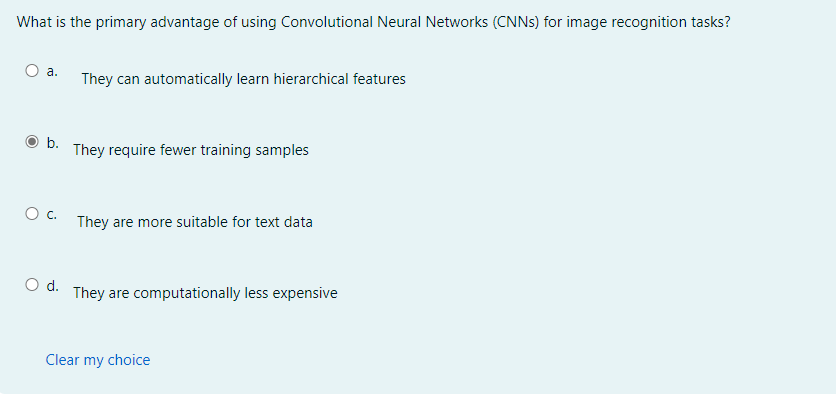 What is the primary advantage of using Convolutional Neural Networks (CNNs) for image recognition tasks?
a. They can automatically learn hierarchical features
b. They require fewer training samples
c. They are more suitable for text data
d. They are computationally less expensive
Clear my choice